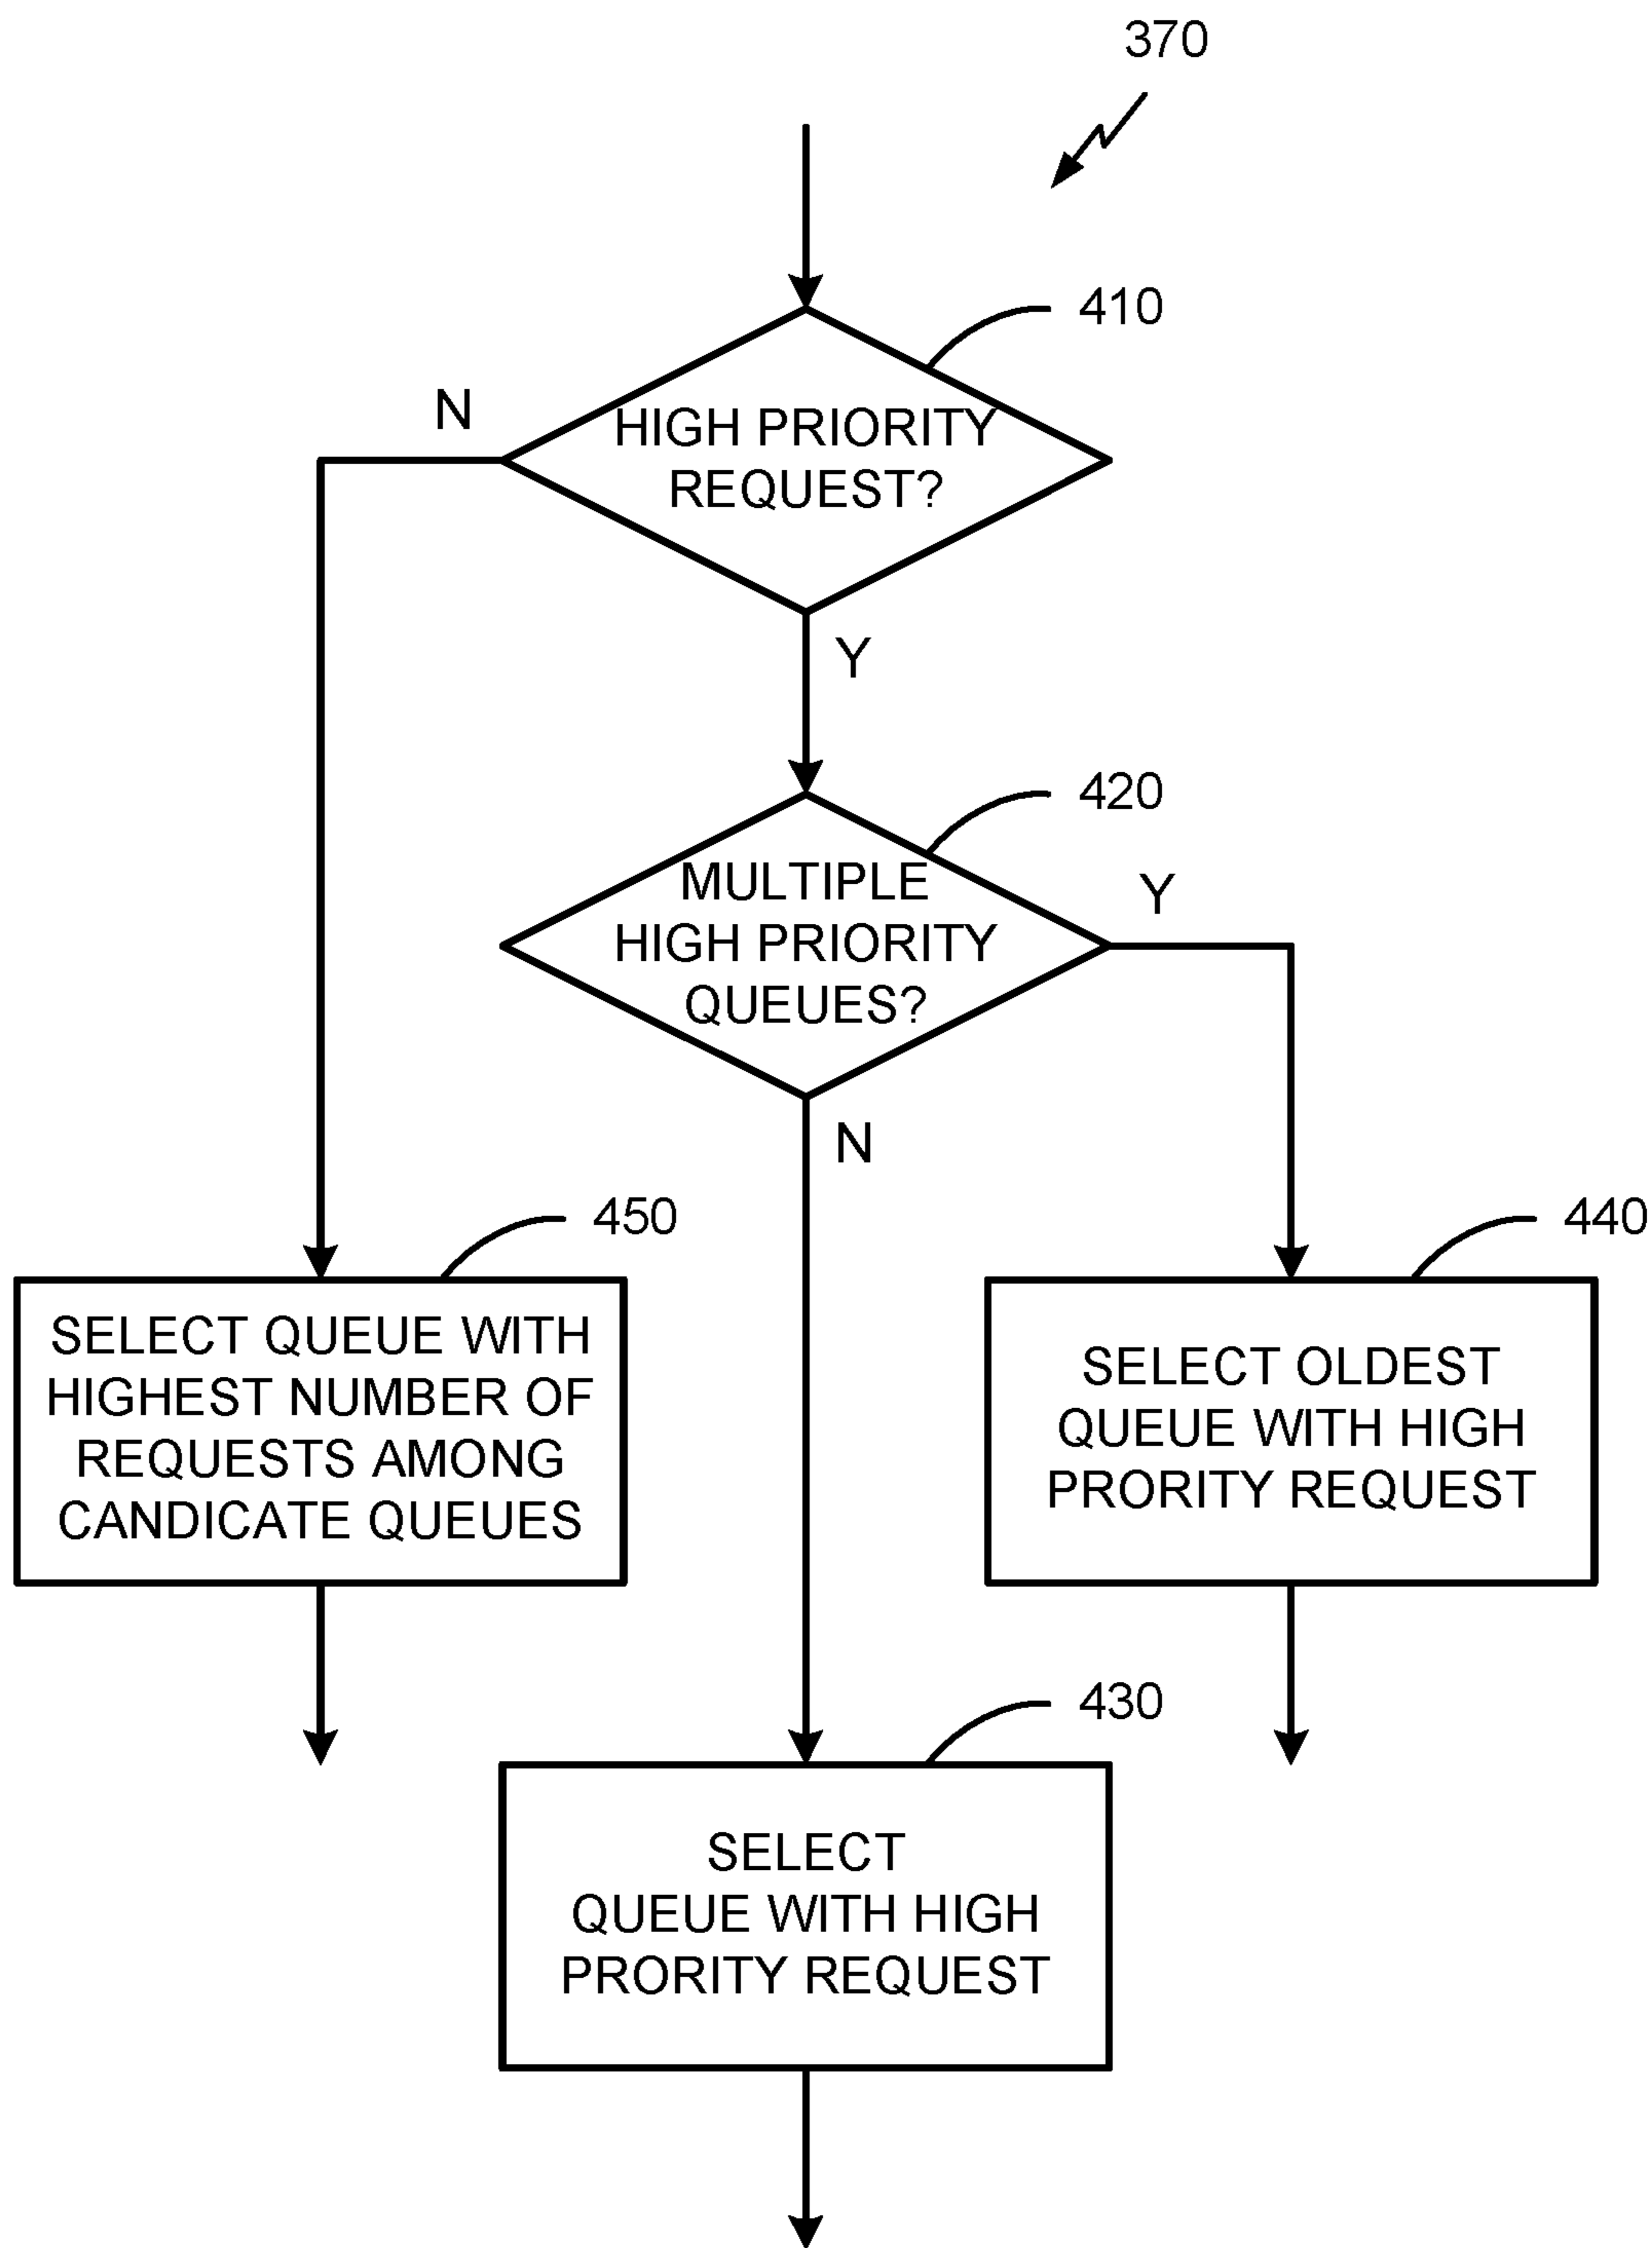 370
410
N
HIGH PRIORITY
REQUEST?
Y
420
MULTIPLE
HIGH PRIORITY
QUEUES?
Y
N
450
SELECT QUEUE WITH
HIGHEST NUMBER OF
REQUESTS AMONG
CANDICATE QUEUES
440
SELECT OLDEST
QUEUE WITH HIGH
PRORITY REQUEST
430
SELECT
QUEUE WITH HIGH
PRORITY REQUEST